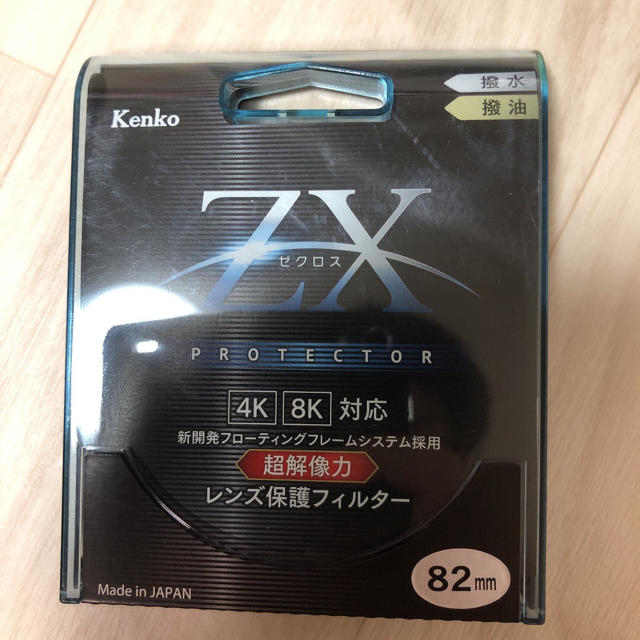 撥水
撥油
Kenko
ZX
ゼクロス
PROTECTOR
4K 8K 対応
新開発フローティングフレームシステム採用
超解像力
レンズ保護フィルター
Made in JAPAN
82mm